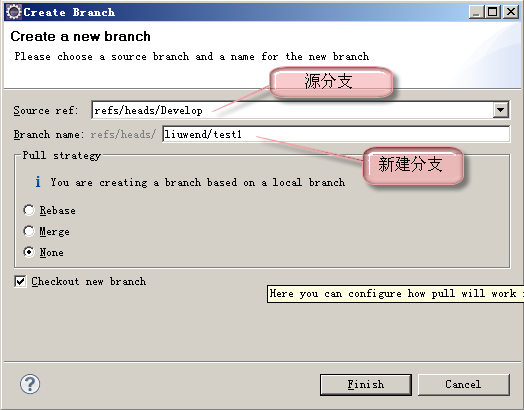 Create Branch
Create a new branch
Please choose a source branch and a name for the new branch
源分支
Source ref: refs/heads/Develop
Branch name: refs/heads/ liuwend/test1
新建分支
Pull strategy
i You are creating a branch based on a local branch
Rebase
Merge
None
Checkout new branch
Here you can configure how pull will work
? Finish Cancel